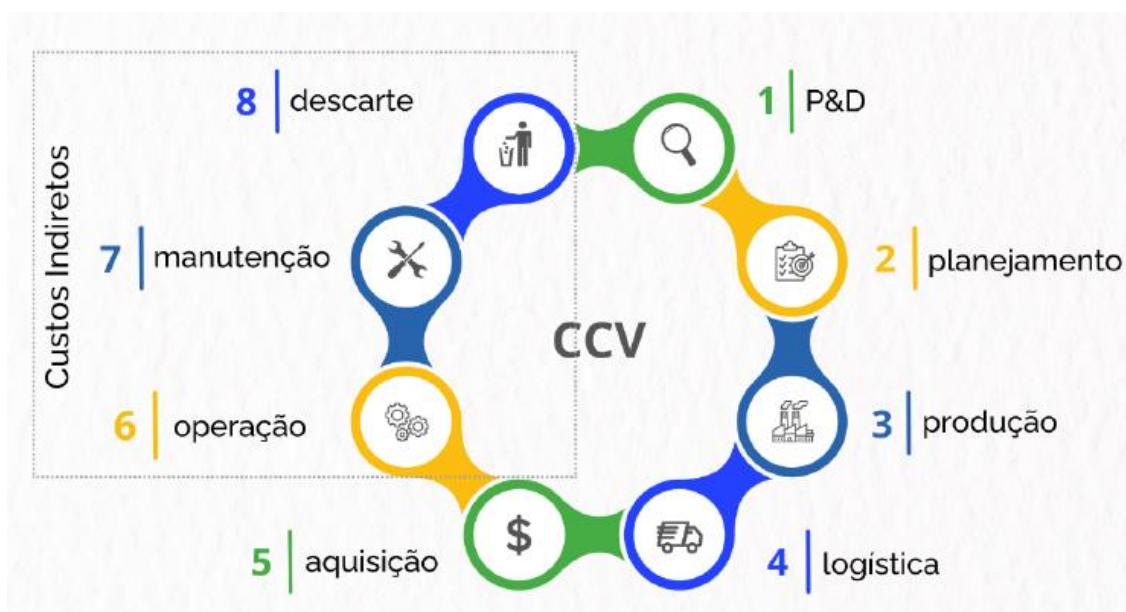 1 P&D
2 planejamento
3 produção
4 logística
5 aquisição
6 operação
7 manutenção
8 descarte
Custos Indiretos
CCV
$